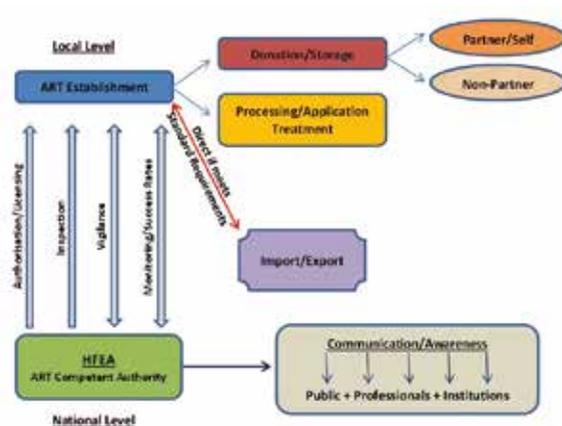 Local Level
ART Establishment
Donation/Storage
Partner/Self
Non-Partner
Processing/Application
Treatment
Direct if meets
Standard Requirements
Authorisation/Licensing
Inspection
Vigilance
Monitoring/Success Rates
Import/Export
HFEA
ART Competent Authority
National Level
Communication/Awareness
Public + Professionals + Institutions